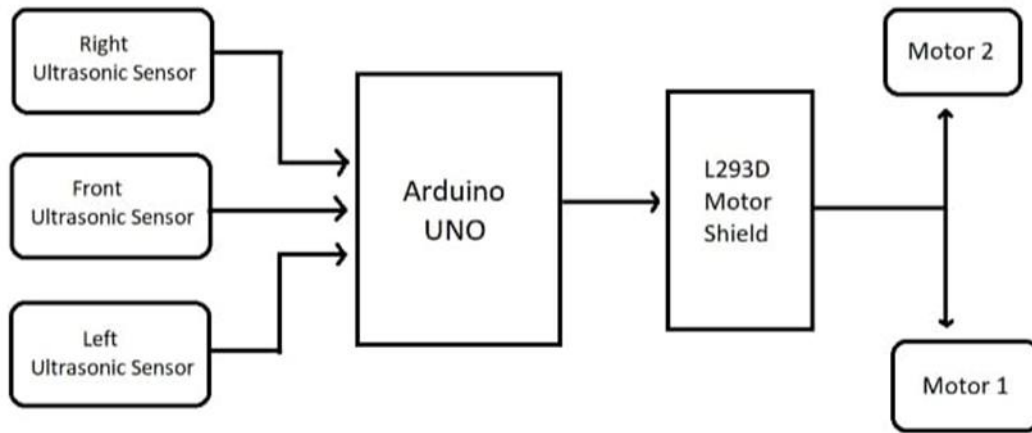 Right
Ultrasonic Sensor
Front
Ultrasonic Sensor
Left
Ultrasonic Sensor
Arduino
UNO
L293D
Motor
Shield
Motor 2
Motor 1